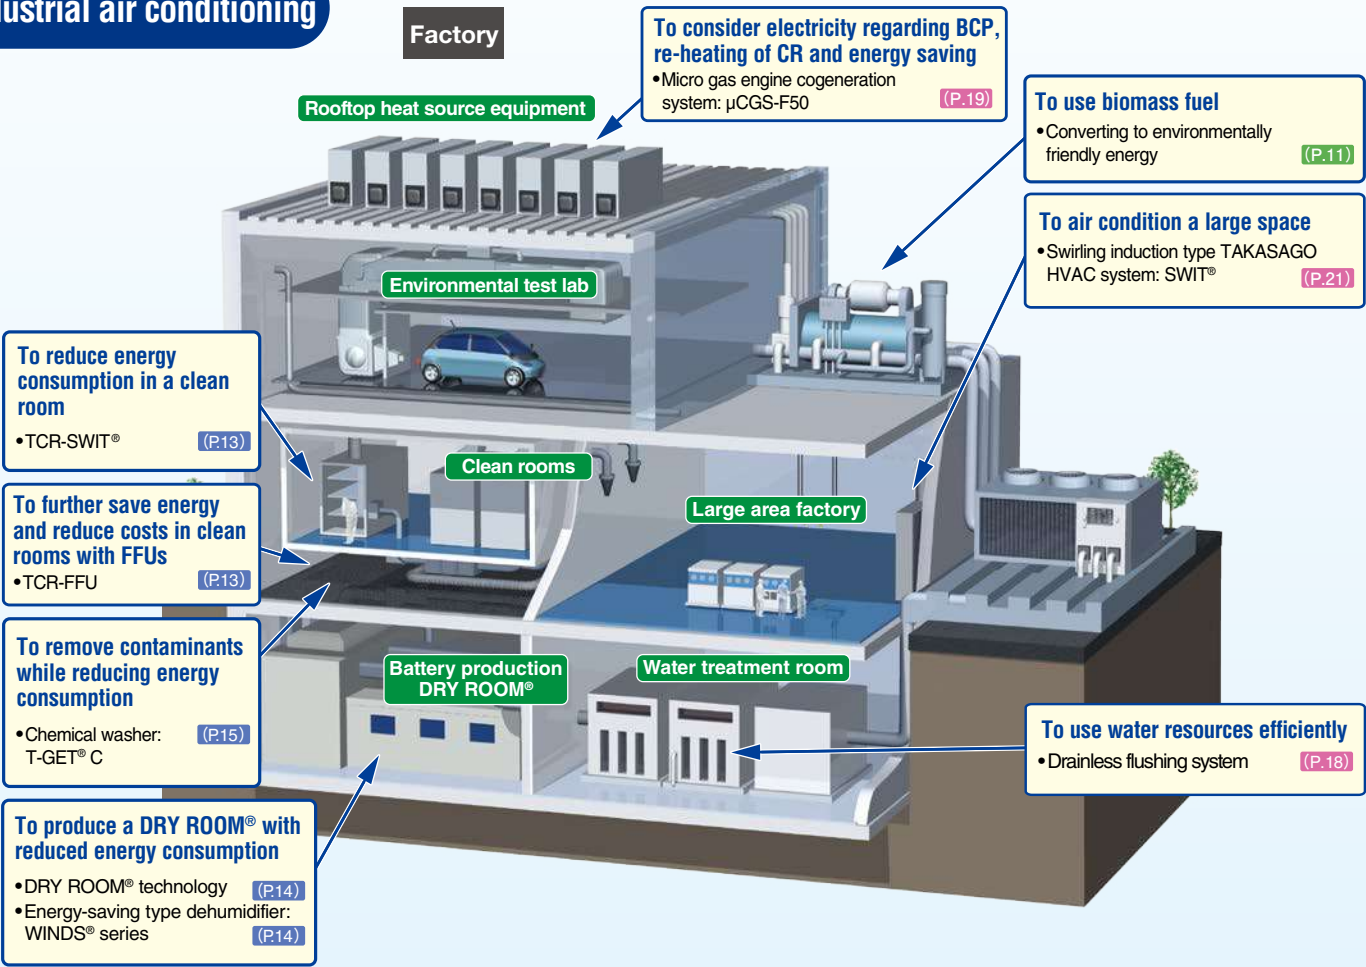 dustrial air conditioning
Factory
To consider electricity regarding BCP,
re-heating of CR and energy saving
•Micro gas engine cogeneration
system: µCGS-F50 (P.19)
Rooftop heat source equipment
To use biomass fuel
•Converting to environmentally
friendly energy (P.11)
To air condition a large space
•Swirling induction type TAKASAGO
HVAC system: SWIT® (P.21)
Environmental test lab
To reduce energy
consumption in a clean
room
•TCR-SWIT® (P.13)
Clean rooms
To further save energy
and reduce costs in clean
rooms with FFUs
•TCR-FFU (P.13)
Large area factory
To remove contaminants
while reducing energy
consumption
•Chemical washer: (P.15)
T-GET® C
Battery production
DRY ROOM®
Water treatment room
To use water resources efficiently
•Drainless flushing system (P.18)
To produce a DRY ROOM® with
reduced energy consumption
•DRY ROOM® technology (P.14)
•Energy-saving type dehumidifier:
WINDS® series (P.14)